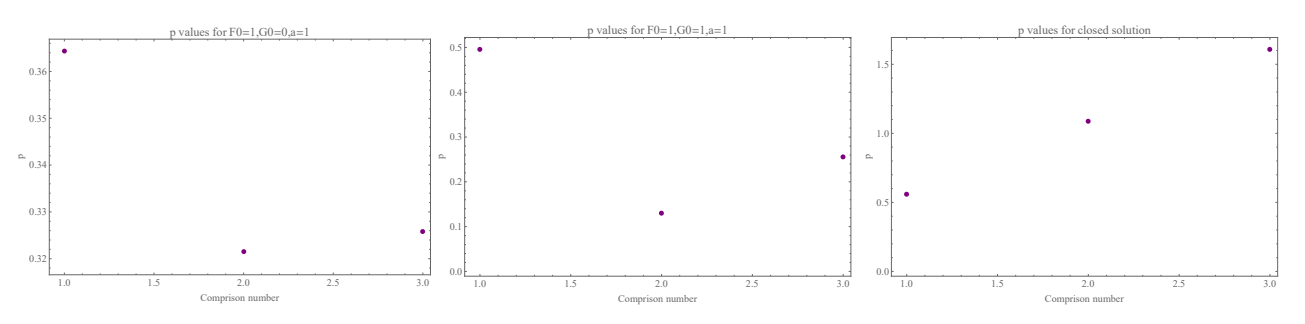 p values for F0=1,G0=0,a=1
0.36
0.35
0.34
0.33
0.32
p
1.0 1.5 2.0 2.5 3.0
Comprison number
p values for F0=1,G0=1,a=1
0.5
0.4
0.3
0.2
0.1
0.0
p
1.0 1.5 2.0 2.5 3.0
Comprison number
p values for closed solution
1.5
1.0
0.5
0.0
p
1.0 1.5 2.0 2.5 3.0
Comprison number